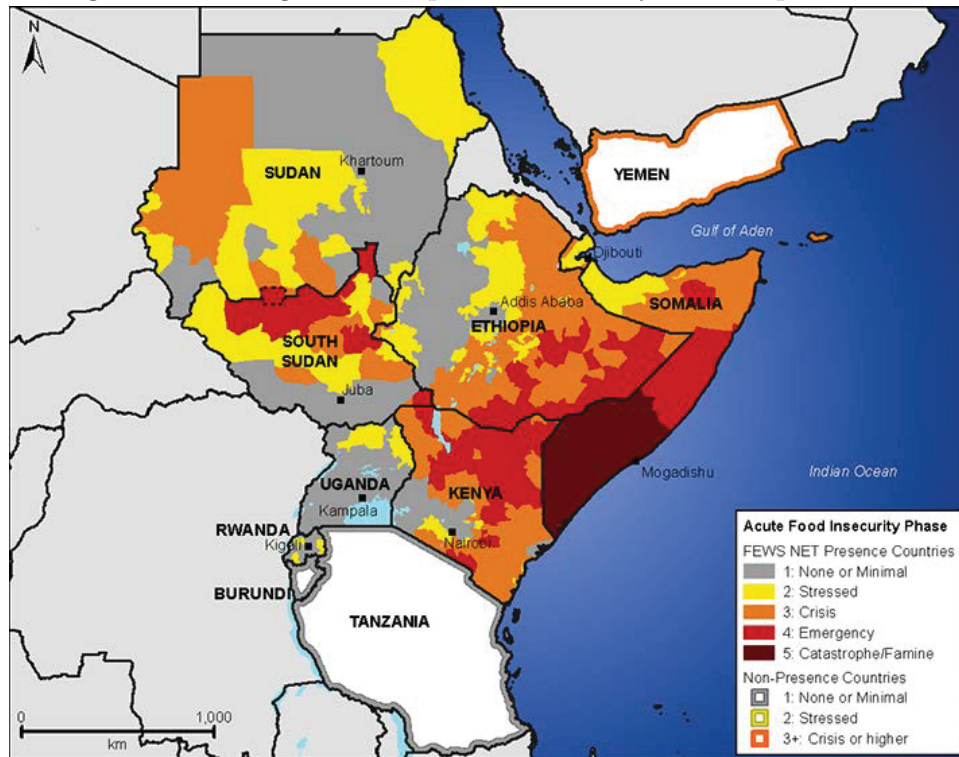 N
Khartoum
SUDAN
YEMEN
Gulf of Aden
Djibouti
Addis Ababa
ETHIOPIA
SOMALIA
SOUTH
SUDAN
Juba
Mogadishu
Indian Ocean
UGANDA
Kampala
KENYA
RWANDA
Kigali
Nairobi
BURUNDI
TANZANIA
Acute Food Insecurity Phase
FEWS NET Presence Countries
1: None or Minimal
2: Stressed
3: Crisis
4: Emergency
5: Catastrophe/Famine
Non-Presence Countries
1: None or Minimal
2: Stressed
3+: Crisis or higher
0 1,000
km